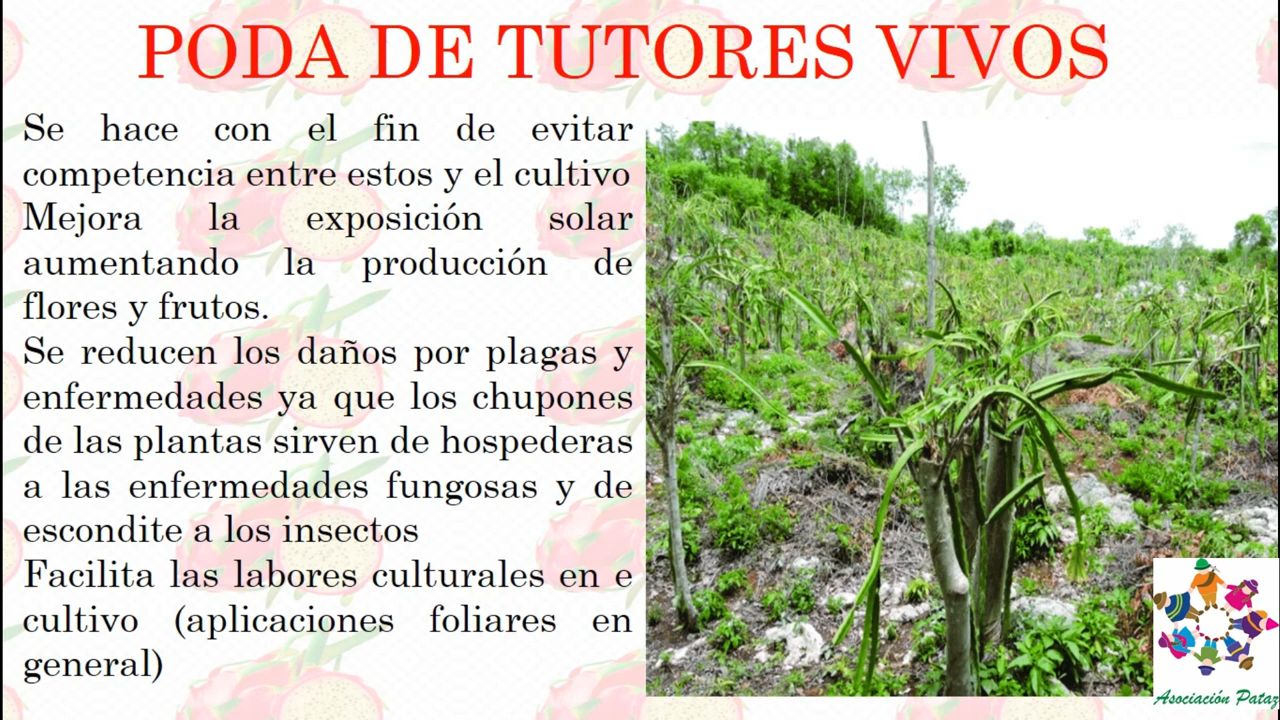 PODA DE TUTORES VIVOS
Se hace con el fin de evitar
competencia entre estos y el cultivo
Mejora la exposición solar
aumentando la producción de
flores y frutos.
Se reducen los daños por plagas y
enfermedades ya que los chupones
de las plantas sirven de hospederas
a las enfermedades fungosas y de
escondite a los insectos
Facilita las labores culturales en e
cultivo (aplicaciones foliares en
general)
Asociación Pataz